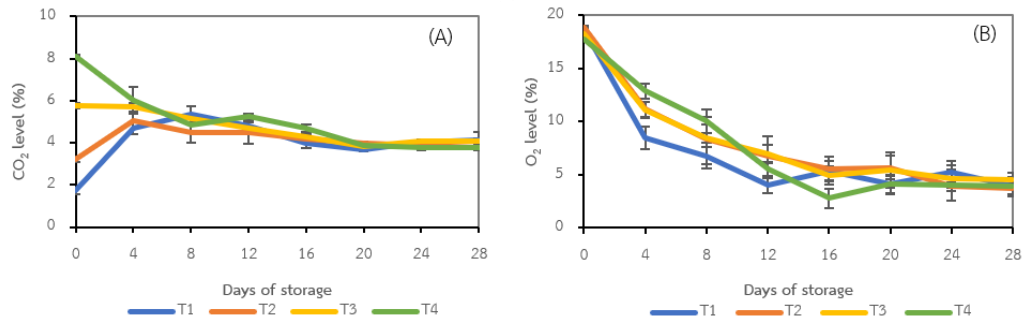 (A)
CO2 level (%)
10
8
6
4
2
0
0 4 8 12 16 20 24 28
Days of storage
T1 T2 T3 T4
(B)
O2 level (%)
20
15
10
5
0
0 4 8 12 16 20 24 28
Days of storage
T1 T2 T3 T4